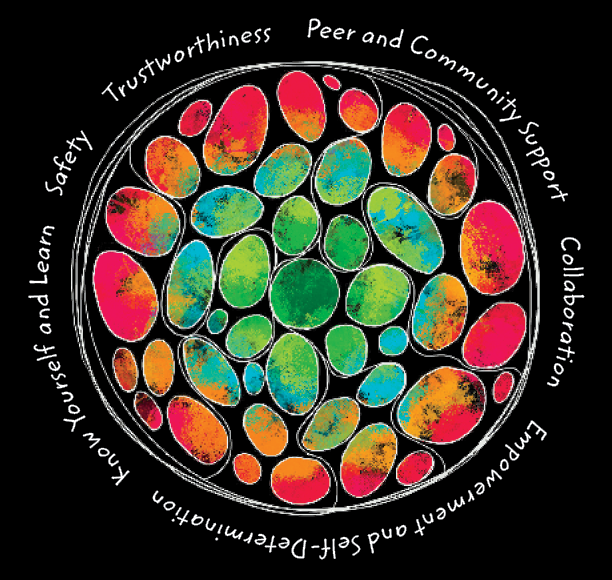 Safety
Trustworthiness
Peer and Community Support
Collaboration
Empowerment and Self-Determination
Know Yourself and Learn